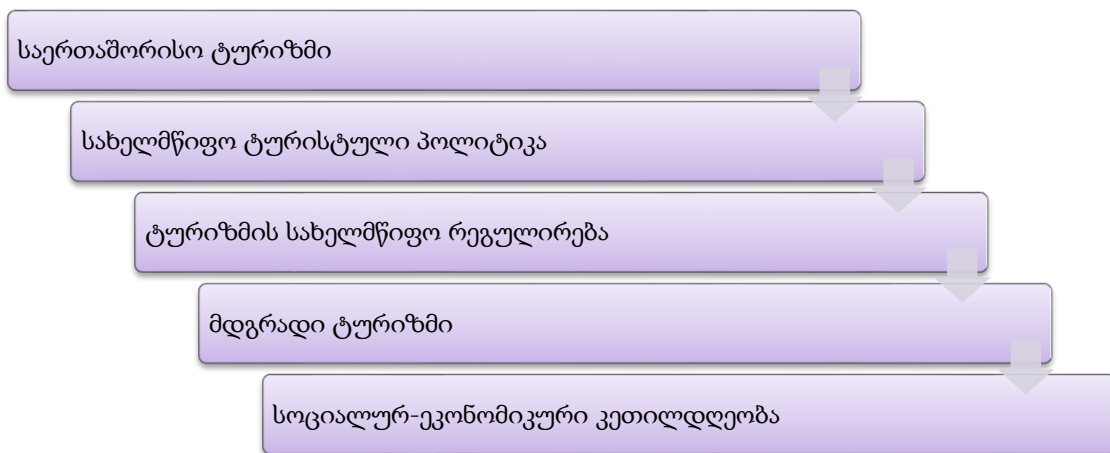 საერთაშორისო ტურიზმი
სახელმწიფო ტურისტული პოლიტიკა
ტურიზმის სახელმწიფო რეგულირება
მდგრადი ტურიზმი
სოციალურ-ეკონომიკური კეთილდღეობა